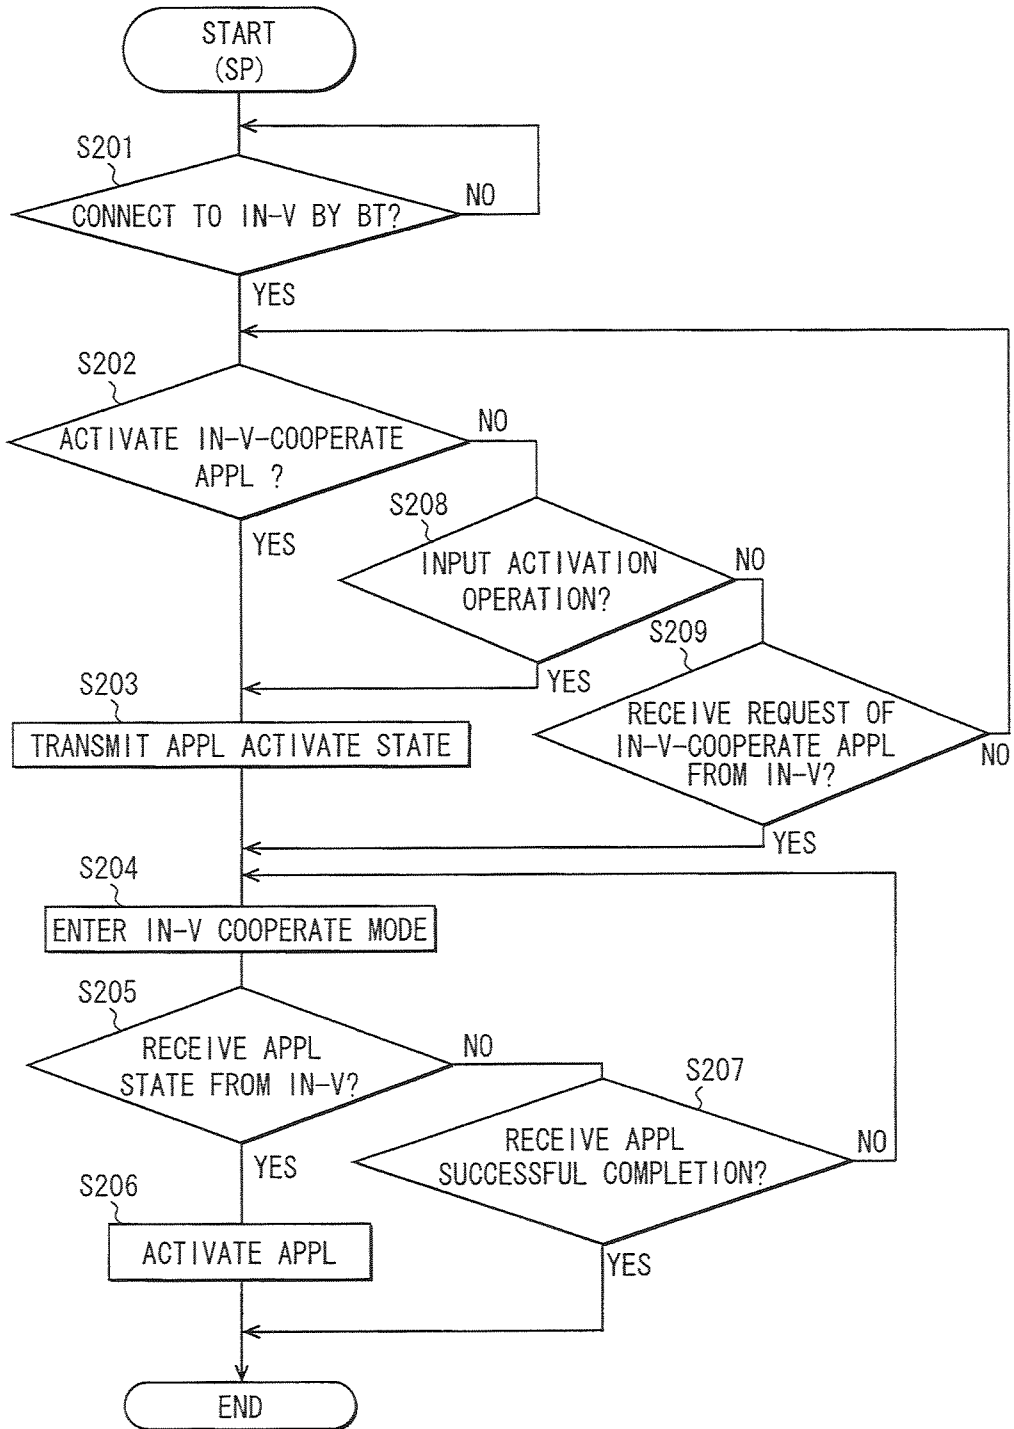 START
(SP)
S201
CONNECT TO IN-V BY BT?
NO
YES
S202
ACTIVATE IN-V-COOPERATE
APPL ?
NO
YES
S208
INPUT ACTIVATION
OPERATION?
NO
YES
S209
RECEIVE REQUEST OF
IN-V-COOPERATE APPL
FROM IN-V?
NO
YES
S203
TRANSMIT APPL ACTIVATE STATE
S204
ENTER IN-V COOPERATE MODE
S205
RECEIVE APPL
STATE FROM IN-V?
NO
YES
S207
RECEIVE APPL
SUCCESSFUL COMPLETION?
NO
YES
S206
ACTIVATE APPL
END